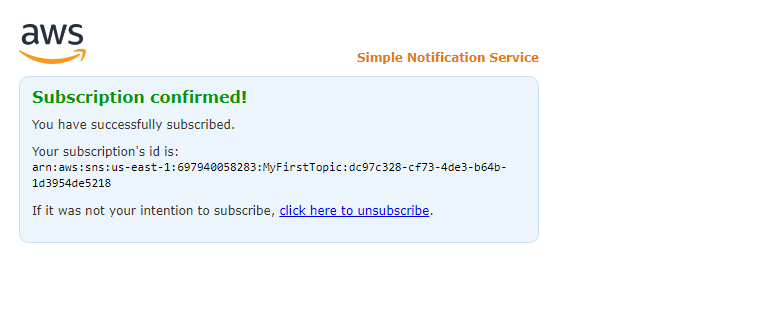 aws
Simple Notification Service
Subscription confirmed!
You have successfully subscribed.
Your subscription's id is:
arn:aws:sns:us-east-1:697940058283:MyFirstTopic:dc97c328-cf73-4de3-b64b-
1d3954de5218
If it was not your intention to subscribe, click here to unsubscribe.